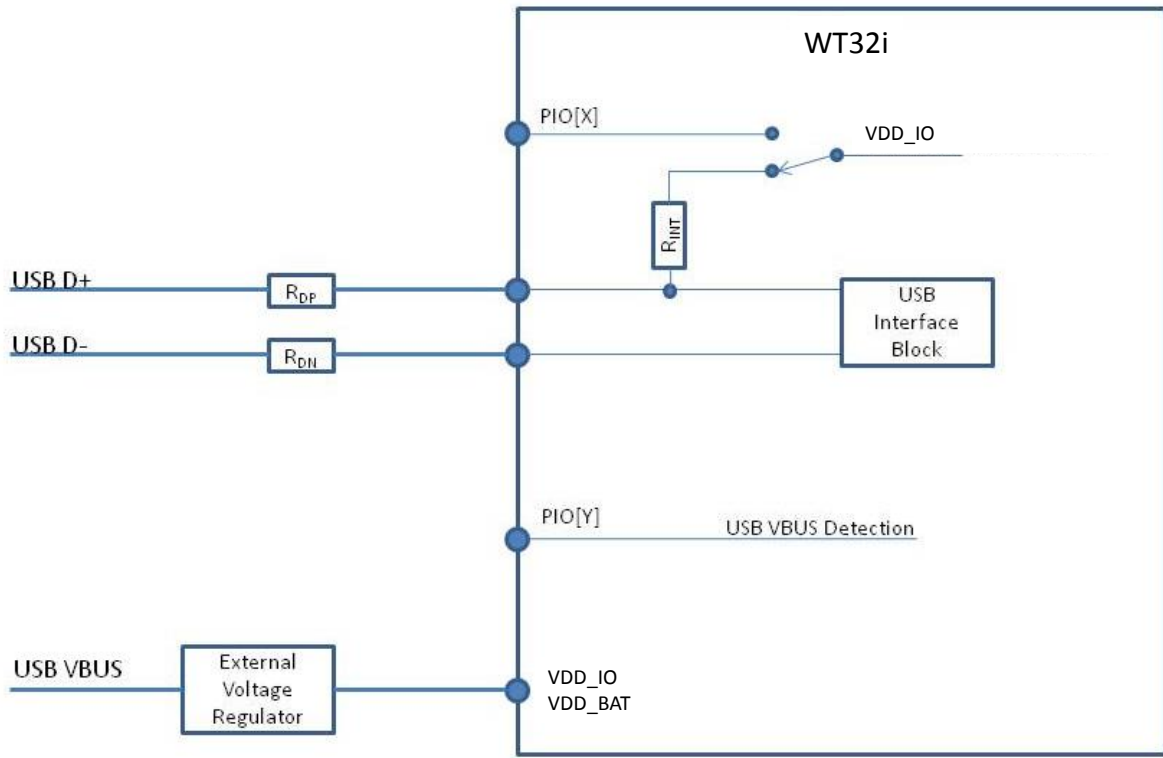 WT32i
PIO[X]
VDD_IO
RINT
USB D+
RDP
USB D-
RDN
USB
Interface
Block
PIO[Y]
USB VBUS Detection
USB VBUS
External
Voltage
Regulator
VDD_IO
VDD_BAT